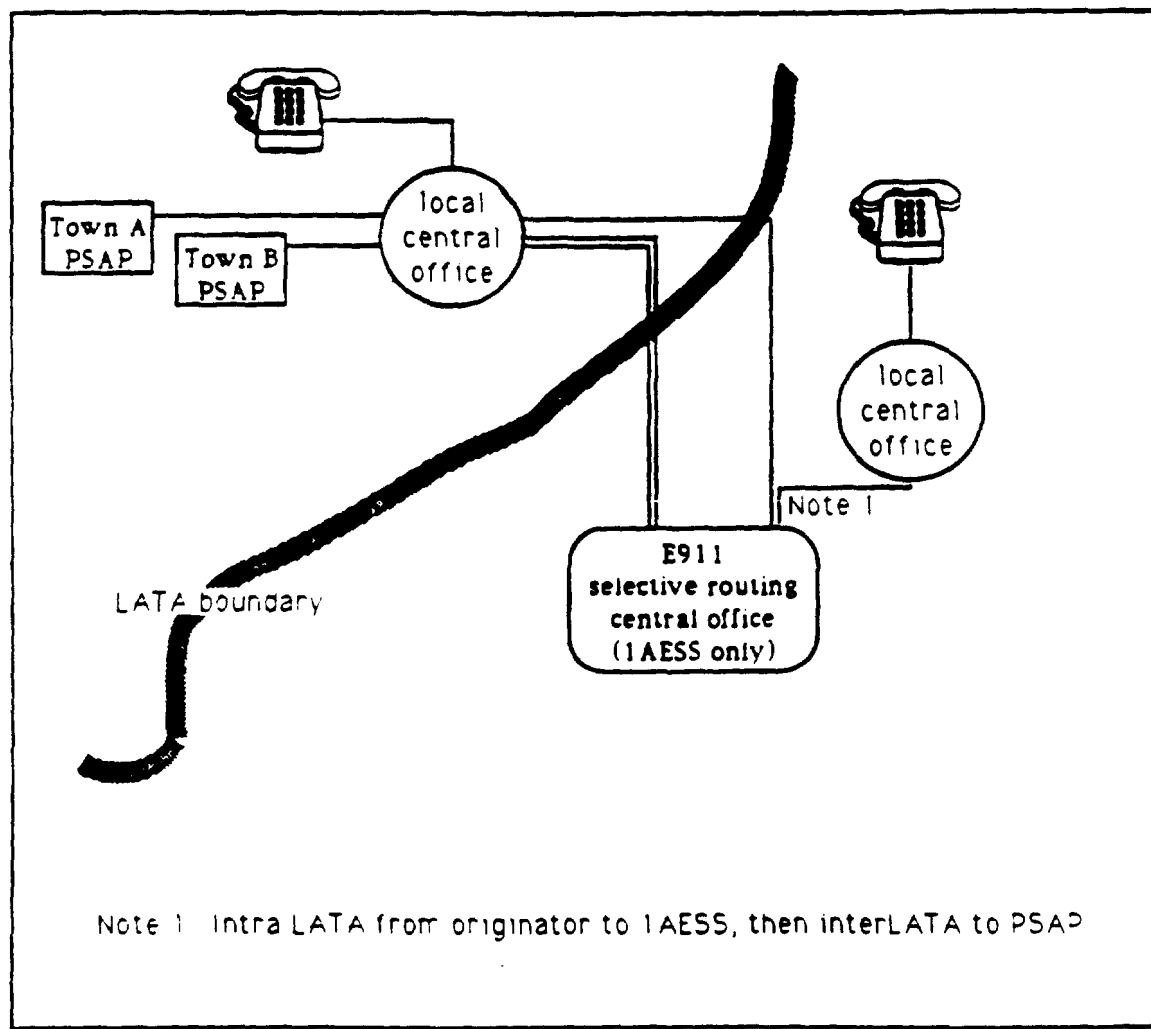 local
central
office
Town A
PSAP
Town B
PSAP
local
central
office
Note 1
E911
selective routing
central office
(1AESS only)
LATA boundary
Note 1 Intra LATA from originator to 1AESS, then interLATA to PSAP